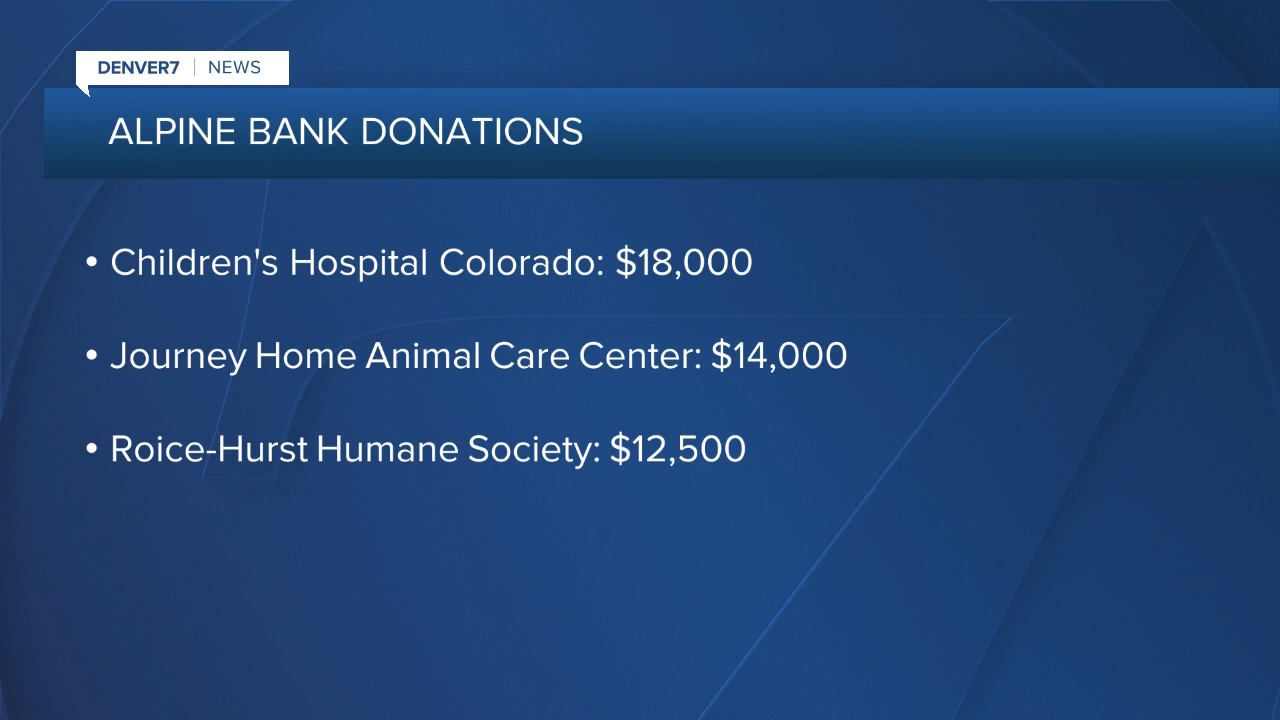 DENVER7 | NEWS
ALPINE BANK DONATIONS
• Children's Hospital Colorado: $18,000
• Journey Home Animal Care Center: $14,000
• Roice-Hurst Humane Society: $12,500